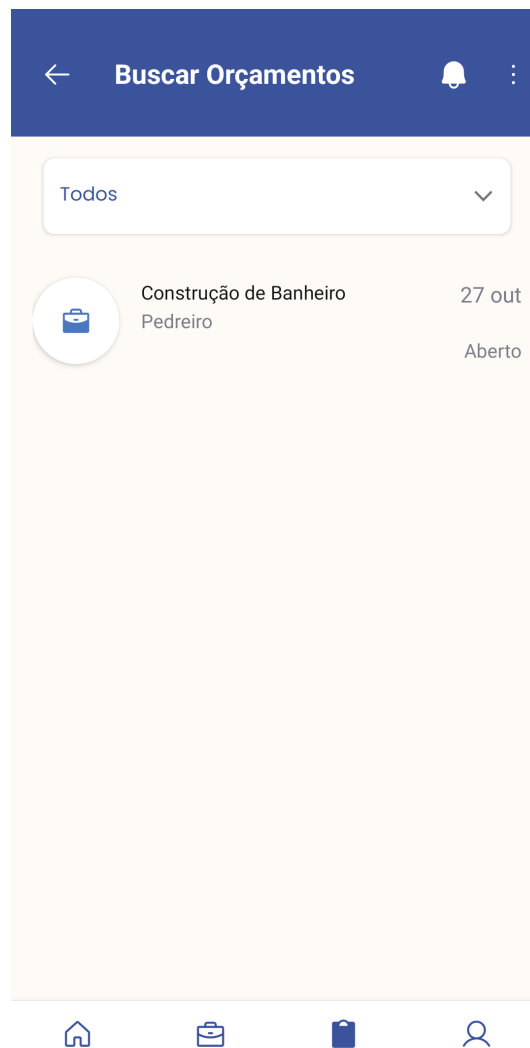 Buscar Orçamentos
Todos
Construção de Banheiro
27 out
Pedreiro
Aberto